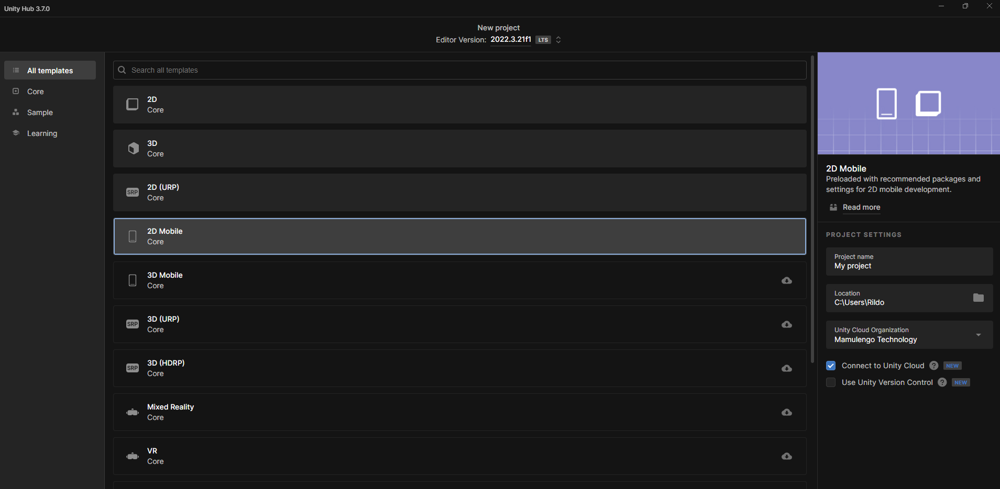 Unity Hub 3.7.0
New project
Editor Version: 2022.3.21f1 LTS
All templates
Core
Sample
Learning
Search all templates
2D
Core
3D
Core
SRP
2D (URP)
Core
2D Mobile
Core
3D Mobile
Core
SRP
3D (URP)
Core
SRP
3D (HDRP)
Core
Mixed Reality
Core
VR
Core
2D Mobile
Preloaded with recommended packages and
settings for 2D mobile development.
Read more
PROJECT SETTINGS
Project name
My project
Location
C:\Users\Rildo
Unity Cloud Organization
Mamulengo Technology
Connect to Unity Cloud ? NEW
Use Unity Version Control ? NEW